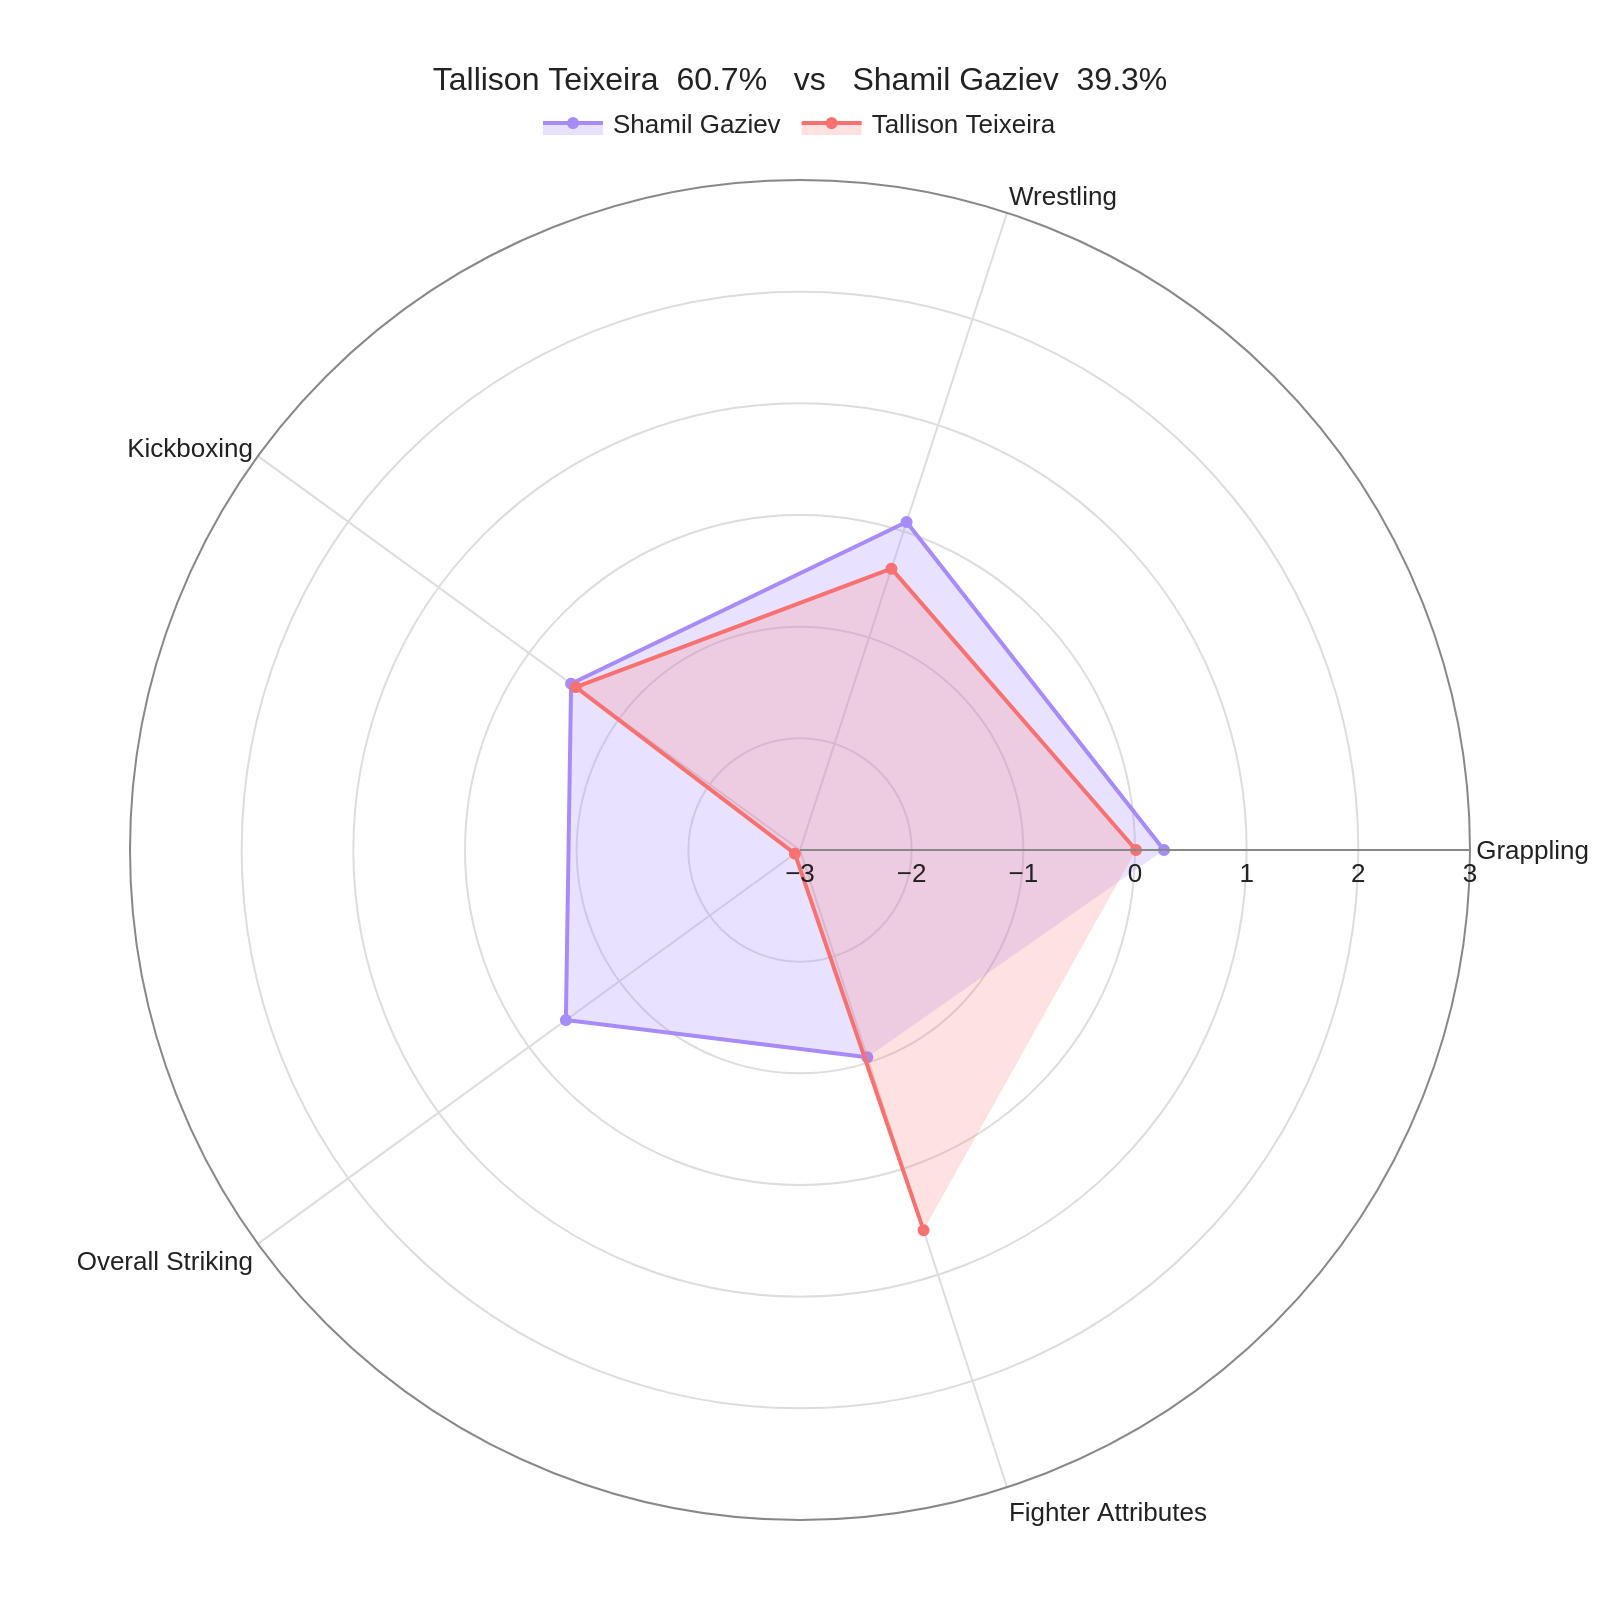 Tallison Teixeira  60.7%   vs   Shamil Gaziev  39.3%
Shamil Gaziev  Tallison Teixeira
Wrestling
Kickboxing
Grappling
−3 −2 −1 0 1 2 3
Overall Striking
Fighter Attributes